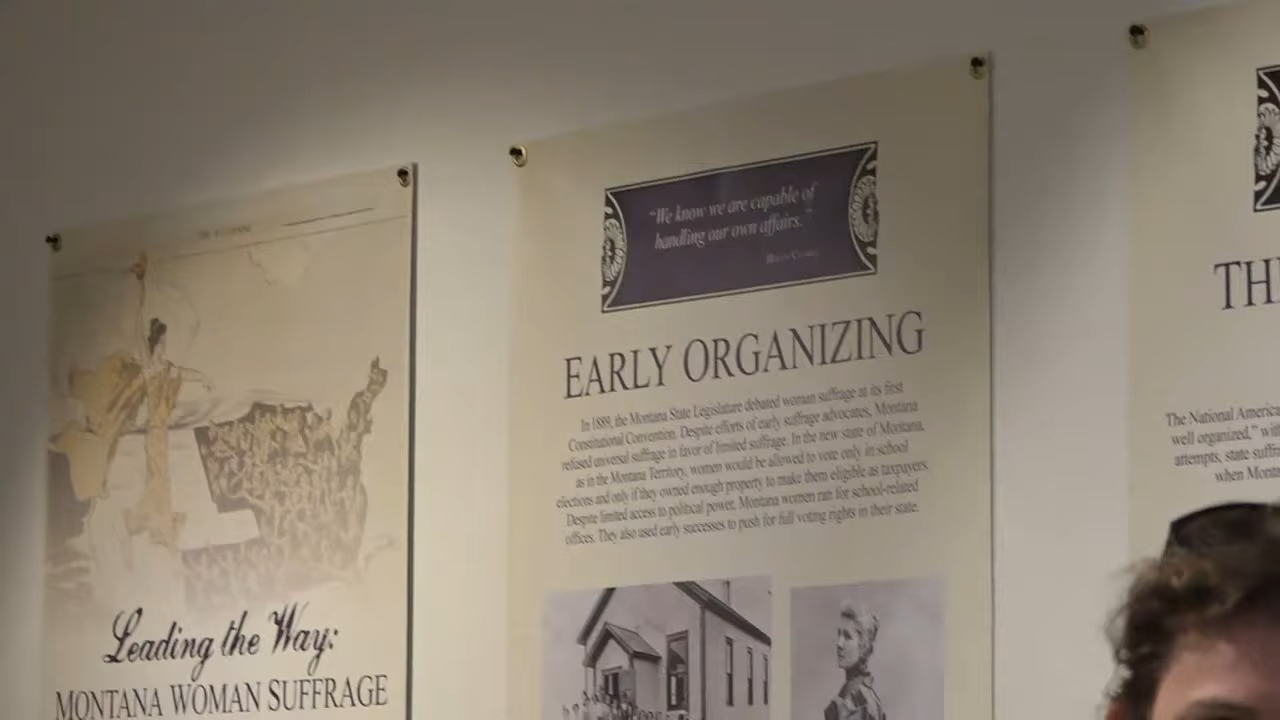 Leading the Way:
MONTANA WOMAN SUFFRAGE
"We know we are capable of
handling our own affairs."
EARLY ORGANIZING
In 1889, the Montana State Legislature debated woman suffrage at its first
Constitutional Convention. Despite efforts of early suffrage advocates, Montana
refused universal suffrage in favor of limited suffrage. In the new state of Montana,
as in the Montana Territory, women would be allowed to vote only in school
elections and only if they owned enough property to make them eligible as taxpayers.
Despite limited access to political power, Montana women ran for school-related
offices. They also used early successes to push for full voting rights in their state.
TH
The National America
well organized," wit
attempts, state suffr
when Monta